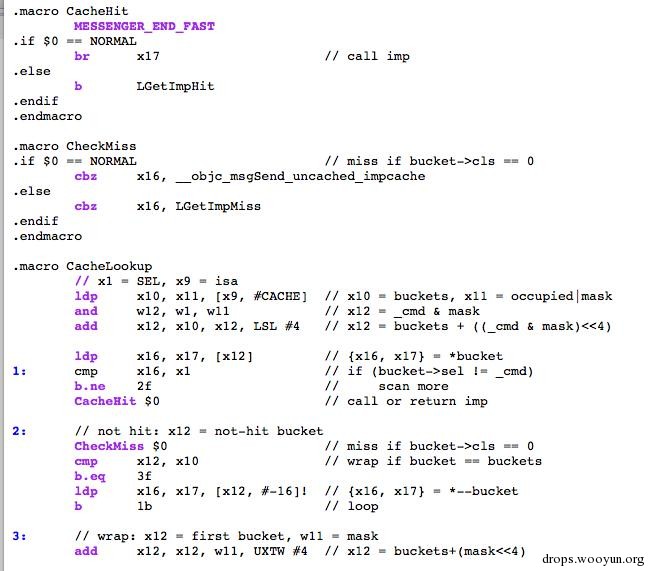 .macro CacheHit
MESSENGER_END_FAST
.if $0 == NORMAL
br x17 // call imp
.else
b LGetImpHit
.endif
.endmacro
.macro CheckMiss
.if $0 == NORMAL // miss if bucket->cls == 0
cbz x16, __objc_msgSend_uncached_impcache
.else
cbz x16, LGetImpMiss
.endif
.endmacro
.macro CacheLookup
// x1 = SEL, x9 = isa
ldp x10, x11, [x9, #CACHE] // x10 = buckets, x11 = occupied|mask
and w12, w1, w11 // x12 = _cmd & mask
add x12, x10, x12, LSL #4 // x12 = buckets + ((_cmd & mask)<<4)
ldp x16, x17, [x12] // {x16, x17} = *bucket
1: cmp x16, x1 // if (bucket->sel != _cmd)
b.ne 2f // scan more
CacheHit $0 // call or return imp
2: // not hit: x12 = not-hit bucket
CheckMiss $0 // miss if bucket->cls == 0
cmp x12, x10 // wrap if bucket == buckets
b.eq 3f
ldp x16, x17, [x12, #-16]! // {x16, x17} = *--bucket
b 1b // loop
3: // wrap: x12 = first bucket, w11 = mask
add x12, x12, w11, UXTW #4 // x12 = buckets+(mask<<4)
drops.wooyun.org